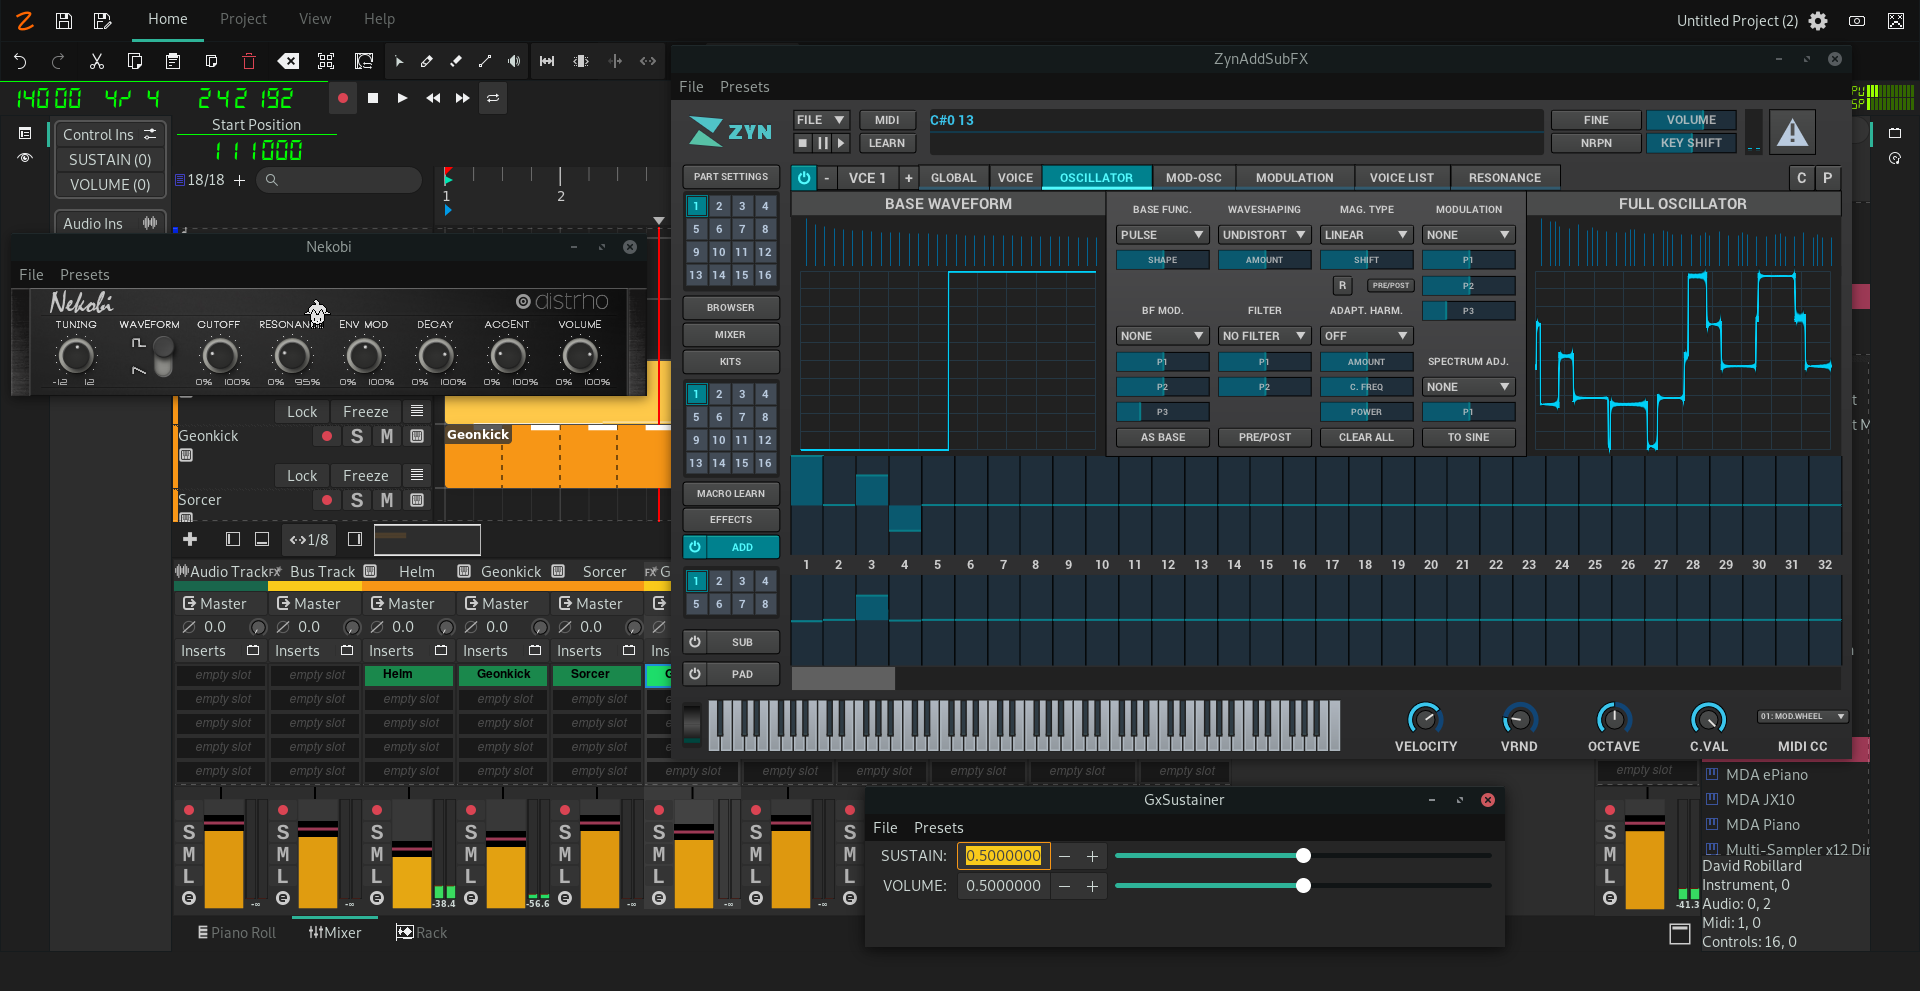 Home Project View Help
Untitled Project (2)
140 00 4/ 4 2 4 2 192
Start Position
1 1 1 000
Control Ins
SUSTAIN (0)
VOLUME (0)
Audio Ins
18/18 +
1 2
Nekobi
File Presets
Nekobi
distrho
TUNING WAVEFORM CUTOFF RESONANCE ENV MOD DECAY ACCENT VOLUME
-12 12 0% 100% 0% 95% 0% 100% 0% 100% 0% 100% 0% 100%
Lock Freeze
Geonkick S M
Geonkick
Lock Freeze
Sorcer S M
1/8
Audio Track FX Bus Track Helm Geonkick Sorcer FX G
Master Master Master Master Master
0.0 0.0 0.0 0.0 0.0
Inserts Inserts Inserts Inserts Inserts
empty slot empty slot Helm Geonkick Sorcer G
empty slot empty slot empty slot empty slot empty slot
empty slot empty slot empty slot empty slot empty slot
empty slot empty slot empty slot empty slot empty slot
empty slot empty slot empty slot empty slot empty slot empty slot empty slot empty slot empty slot empty slot empty slot empty slot
S S S S S S S S S
M M M M M M M M M
L L L L L L L L L
-∞ -∞ -38.4 -56.6 -∞ -∞ -∞ -41.3
Piano Roll Mixer Rack
ZynAddSubFX
File Presets
ZYN
FILE MIDI
LEARN
C#0 13
FINE VOLUME
NRPN KEY SHIFT
PART SETTINGS
- VCE 1 + GLOBAL VOICE OSCILLATOR MOD-OSC MODULATION VOICE LIST RESONANCE C P
1 2 3 4
5 6 7 8
9 10 11 12
13 14 15 16
BROWSER
MIXER
KITS
1 2 3 4
5 6 7 8
9 10 11 12
13 14 15 16
MACRO LEARN
EFFECTS
ADD
1 2 3 4
5 6 7 8
SUB
PAD
BASE WAVEFORM
BASE FUNC. WAVESHAPING MAG. TYPE MODULATION
PULSE UNDISTORT LINEAR NONE
SHAPE AMOUNT SHIFT P1
R PRE/POST P2
BF MOD. FILTER ADAPT. HARM. P3
NONE NO FILTER OFF
P1 P1 AMOUNT SPECTRUM ADJ.
P2 P2 C. FREQ NONE
P3 POWER P1
AS BASE PRE/POST CLEAR ALL TO SINE
FULL OSCILLATOR
1 2 3 4 5 6 7 8 9 10 11 12 13 14 15 16 17 18 19 20 21 22 23 24 25 26 27 28 29 30 31 32
VELOCITY VRND OCTAVE C.VAL
01: MOD.WHEEL
MIDI CC
GxSustainer
File Presets
SUSTAIN: 0.5000000
VOLUME: 0.5000000
MDA ePiano
MDA JX10
MDA Piano
Multi-Sampler x12 Dir
David Robillard
Instrument, 0
Audio: 0, 2
Midi: 1, 0
Controls: 16, 0